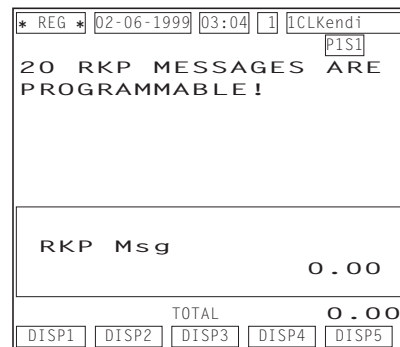 * REG * 02-06-1999 03:04 1 1CLKendi
P1S1
20 RKP MESSAGES ARE
PROGRAMMABLE!
RKP Msg
0.00
TOTAL 0.00
DISP1 DISP2 DISP3 DISP4 DISP5